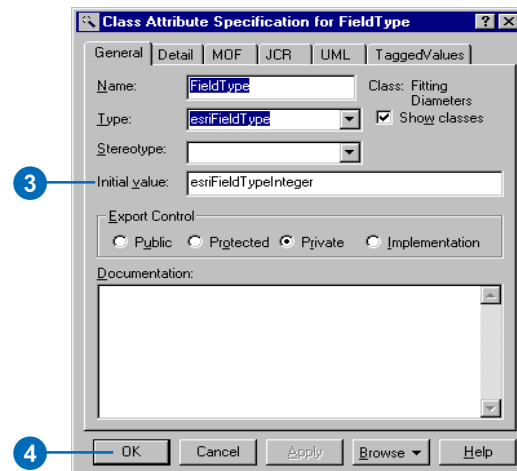 Class Attribute Specification for FieldType
General Detail MOF JCR UML TaggedValues
Name: FieldType Class: Fitting
Diameters
Type: esriFieldType Show classes
Stereotype:
3 Initial value: esriFieldTypeInteger
Export Control
Public Protected Private Implementation
Documentation:
4 OK Cancel Apply Browse Help